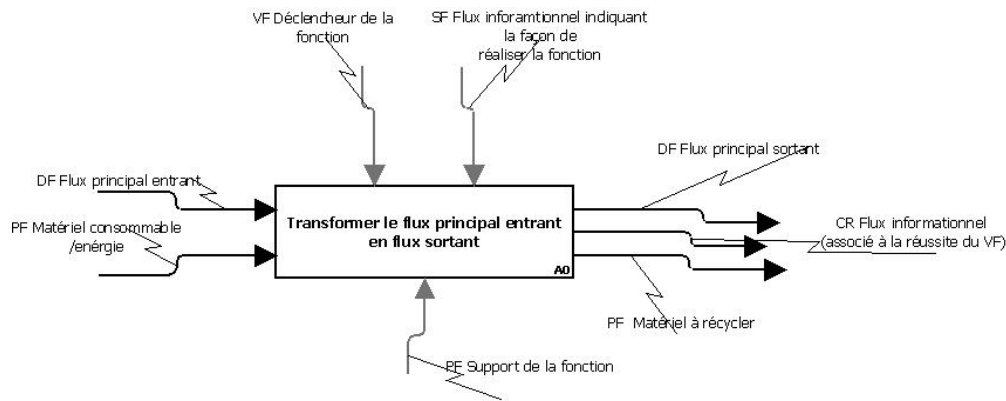 VF Déclencheur de la
fonction
SF Flux inforamtionnel indiquant
la façon de
réaliser la fonction
DF Flux principal entrant
PF Matériel consommable
/enérgie
Transformer le flux principal entrant
en flux sortant
A0
DF Flux principal sortant
CR Flux informationnel
(associé à la réussite du VF)
PF Matériel à récycler
PF Support de la fonction